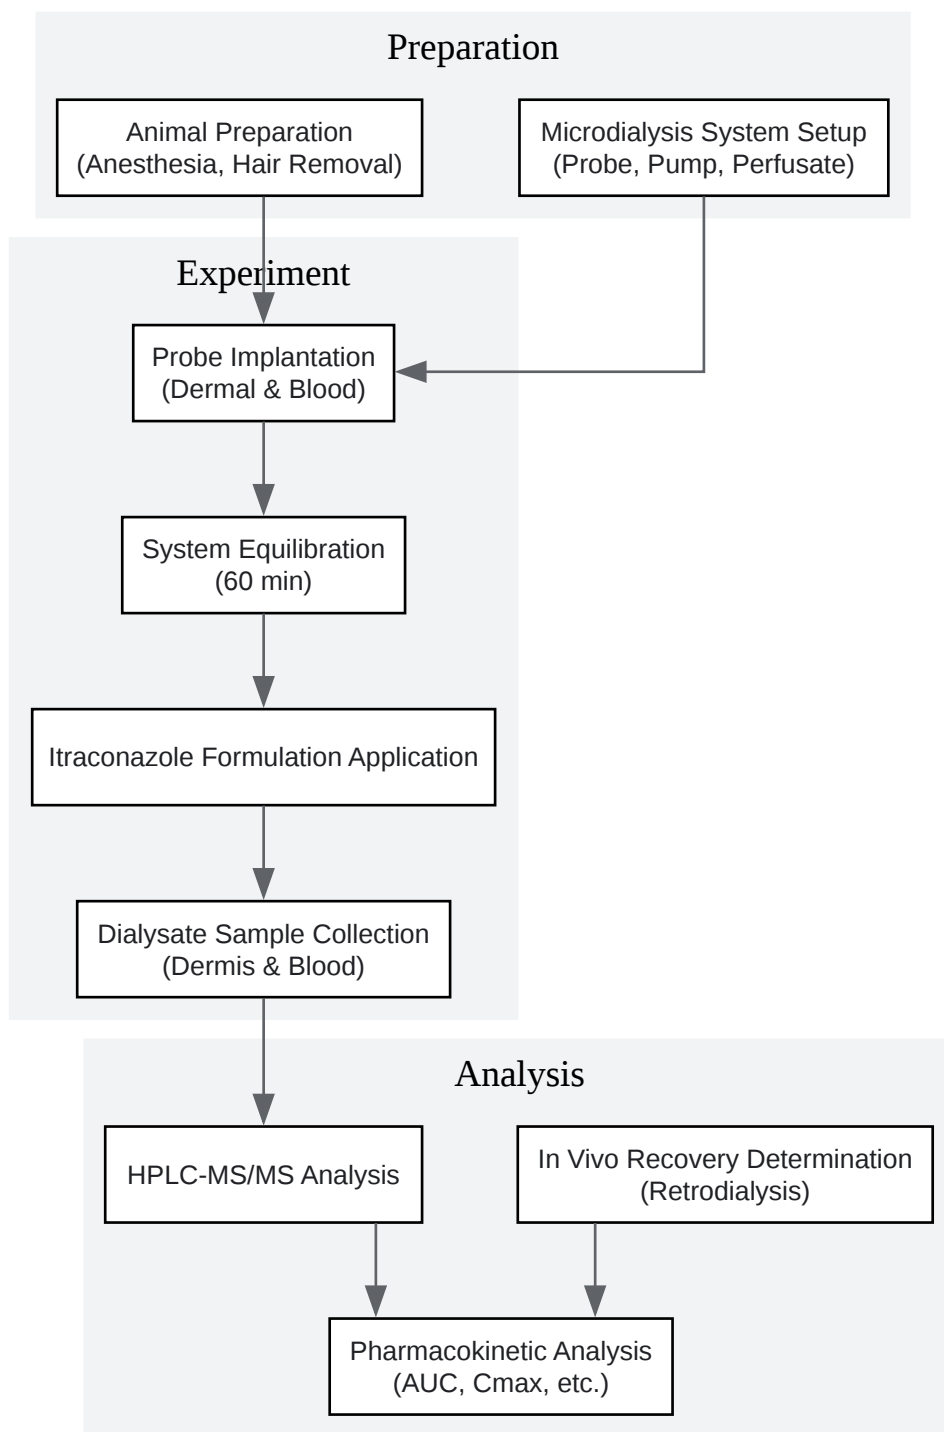 Preparation
Animal Preparation
(Anesthesia, Hair Removal)
Microdialysis System Setup
(Probe, Pump, Perfusate)
Experiment
Probe Implantation
(Dermal & Blood)
System Equilibration
(60 min)
Itraconazole Formulation Application
Dialysate Sample Collection
(Dermis & Blood)
Analysis
HPLC-MS/MS Analysis
In Vivo Recovery Determination
(Retrodialysis)
Pharmacokinetic Analysis
(AUC, Cmax, etc.)